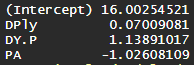 (Intercept) 16.00254521
DPly 0.07009081
DY.P 1.13891017
PA -1.02608109